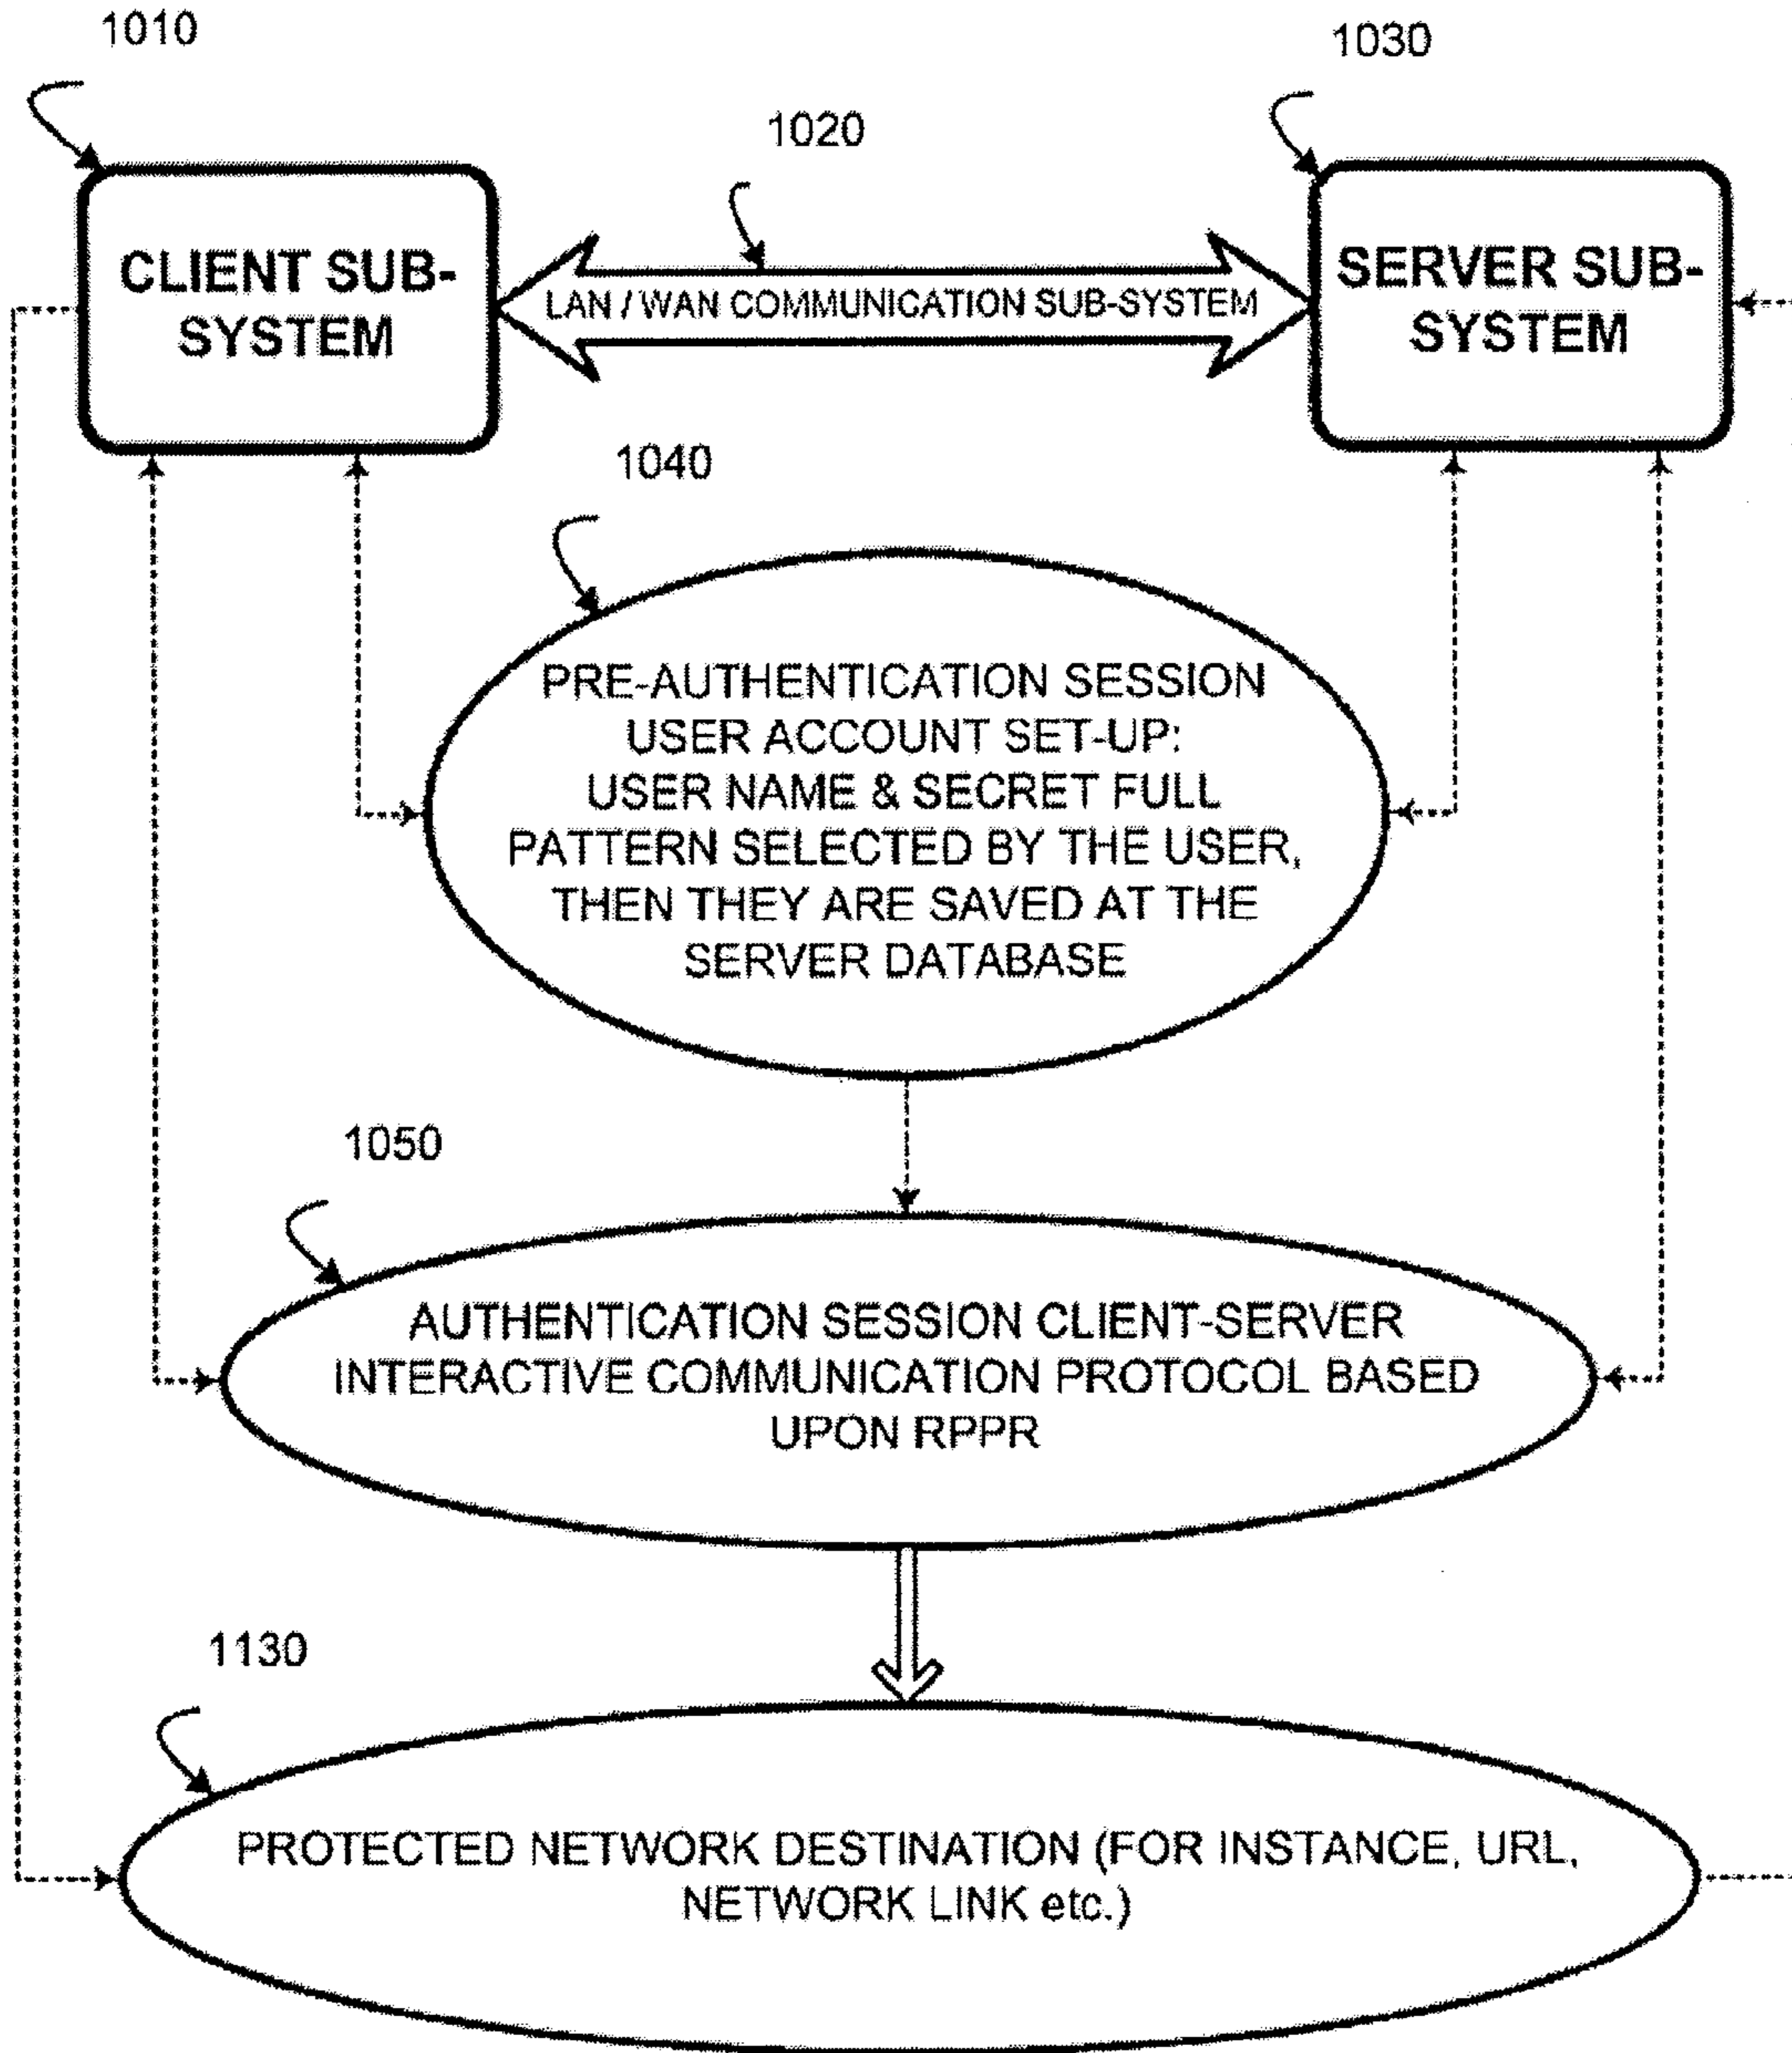 1010
1030
1020
CLIENT SUB-
SYSTEM
LAN / WAN COMMUNICATION SUB-SYSTEM
SERVER SUB-
SYSTEM
1040
PRE-AUTHENTICATION SESSION
USER ACCOUNT SET-UP:
USER NAME & SECRET FULL
PATTERN SELECTED BY THE USER,
THEN THEY ARE SAVED AT THE
SERVER DATABASE
1050
AUTHENTICATION SESSION CLIENT-SERVER
INTERACTIVE COMMUNICATION PROTOCOL BASED
UPON RPPR
1130
PROTECTED NETWORK DESTINATION (FOR INSTANCE, URL,
NETWORK LINK etc.)